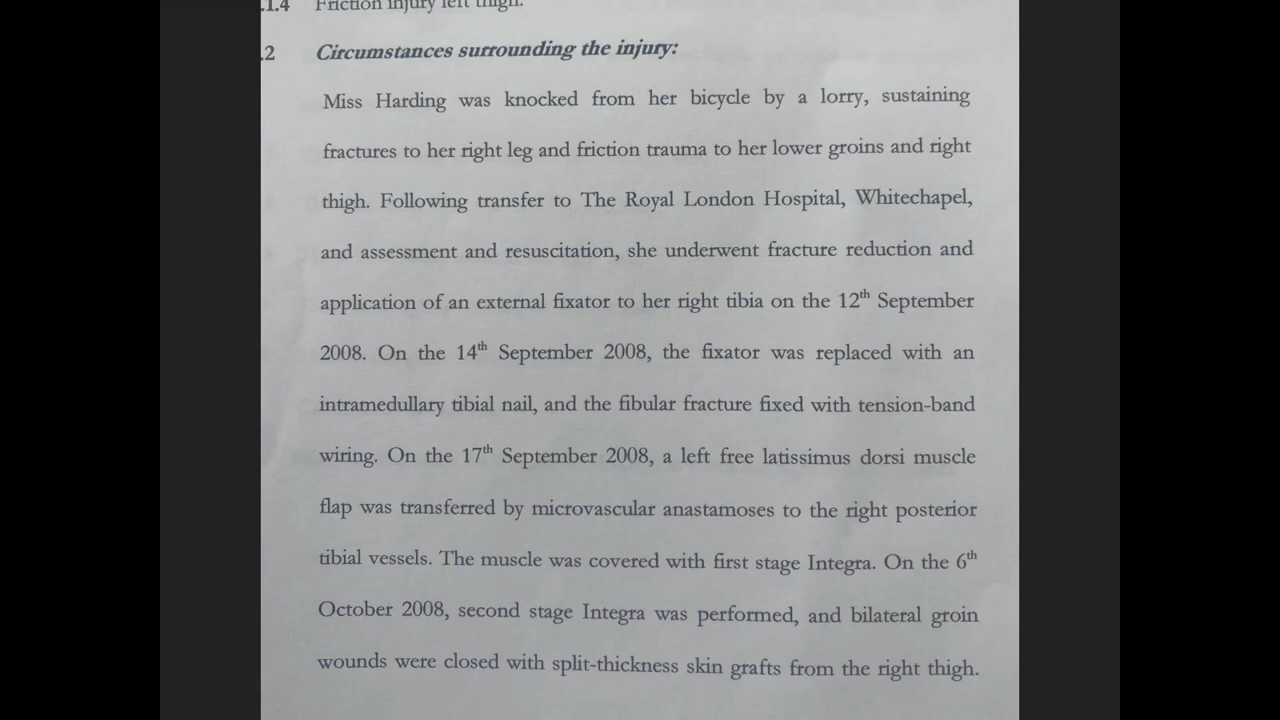 .1.4 Friction injury left thigh.
.2 Circumstances surrounding the injury:
Miss Harding was knocked from her bicycle by a lorry, sustaining
fractures to her right leg and friction trauma to her lower groins and right
thigh. Following transfer to The Royal London Hospital, Whitechapel,
and assessment and resuscitation, she underwent fracture reduction and
application of an external fixator to her right tibia on the 12th September
2008. On the 14th September 2008, the fixator was replaced with an
intramedullary tibial nail, and the fibular fracture fixed with tension-band
wiring. On the 17th September 2008, a left free latissimus dorsi muscle
flap was transferred by microvascular anastamoses to the right posterior
tibial vessels. The muscle was covered with first stage Integra. On the 6th
October 2008, second stage Integra was performed, and bilateral groin
wounds were closed with split-thickness skin grafts from the right thigh.